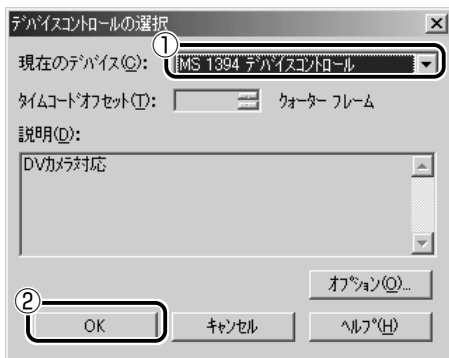 デバイスコントロールの選択
①
現在のデバイス(C): MS 1394 デバイスコントロール
タイムコードオフセット(T): クォーター フレーム
説明(D):
DVカメラ対応
オプション(O)...
②
OK キャンセル ヘルプ(H)